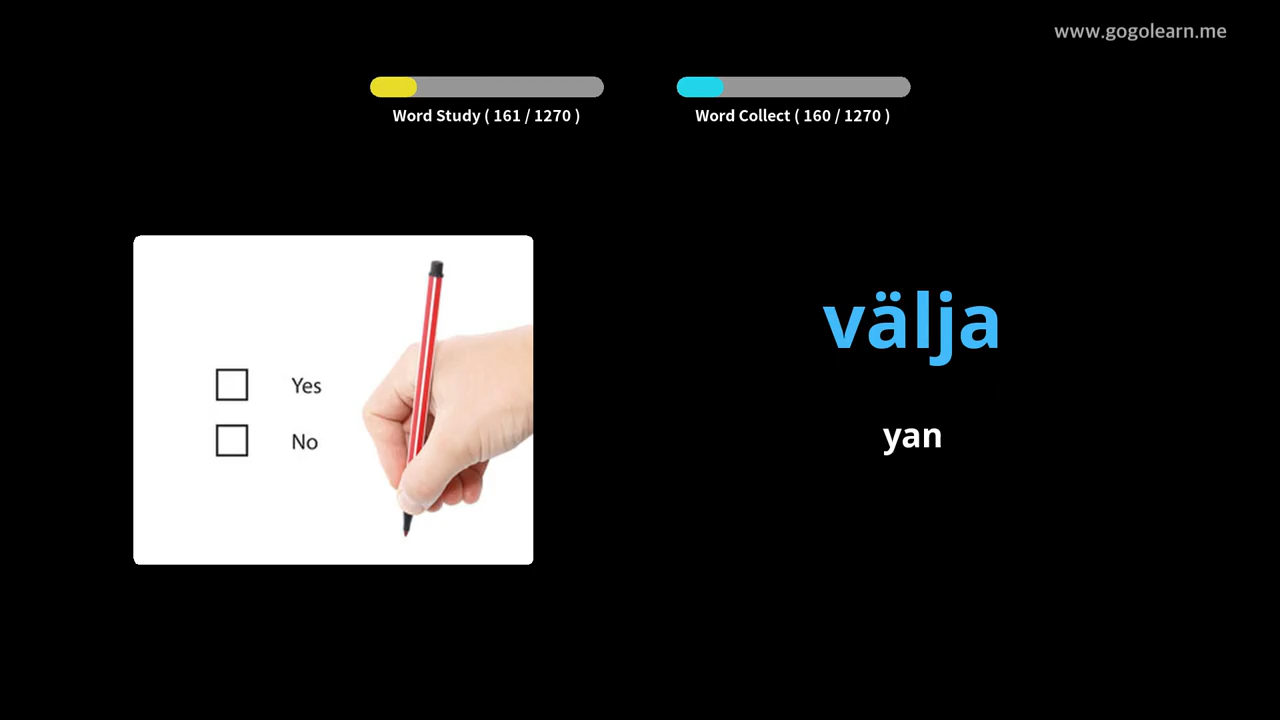 www.gogolearn.me
Word Study ( 161 / 1270 )
Word Collect ( 160 / 1270 )
välja
Yes
yan
No